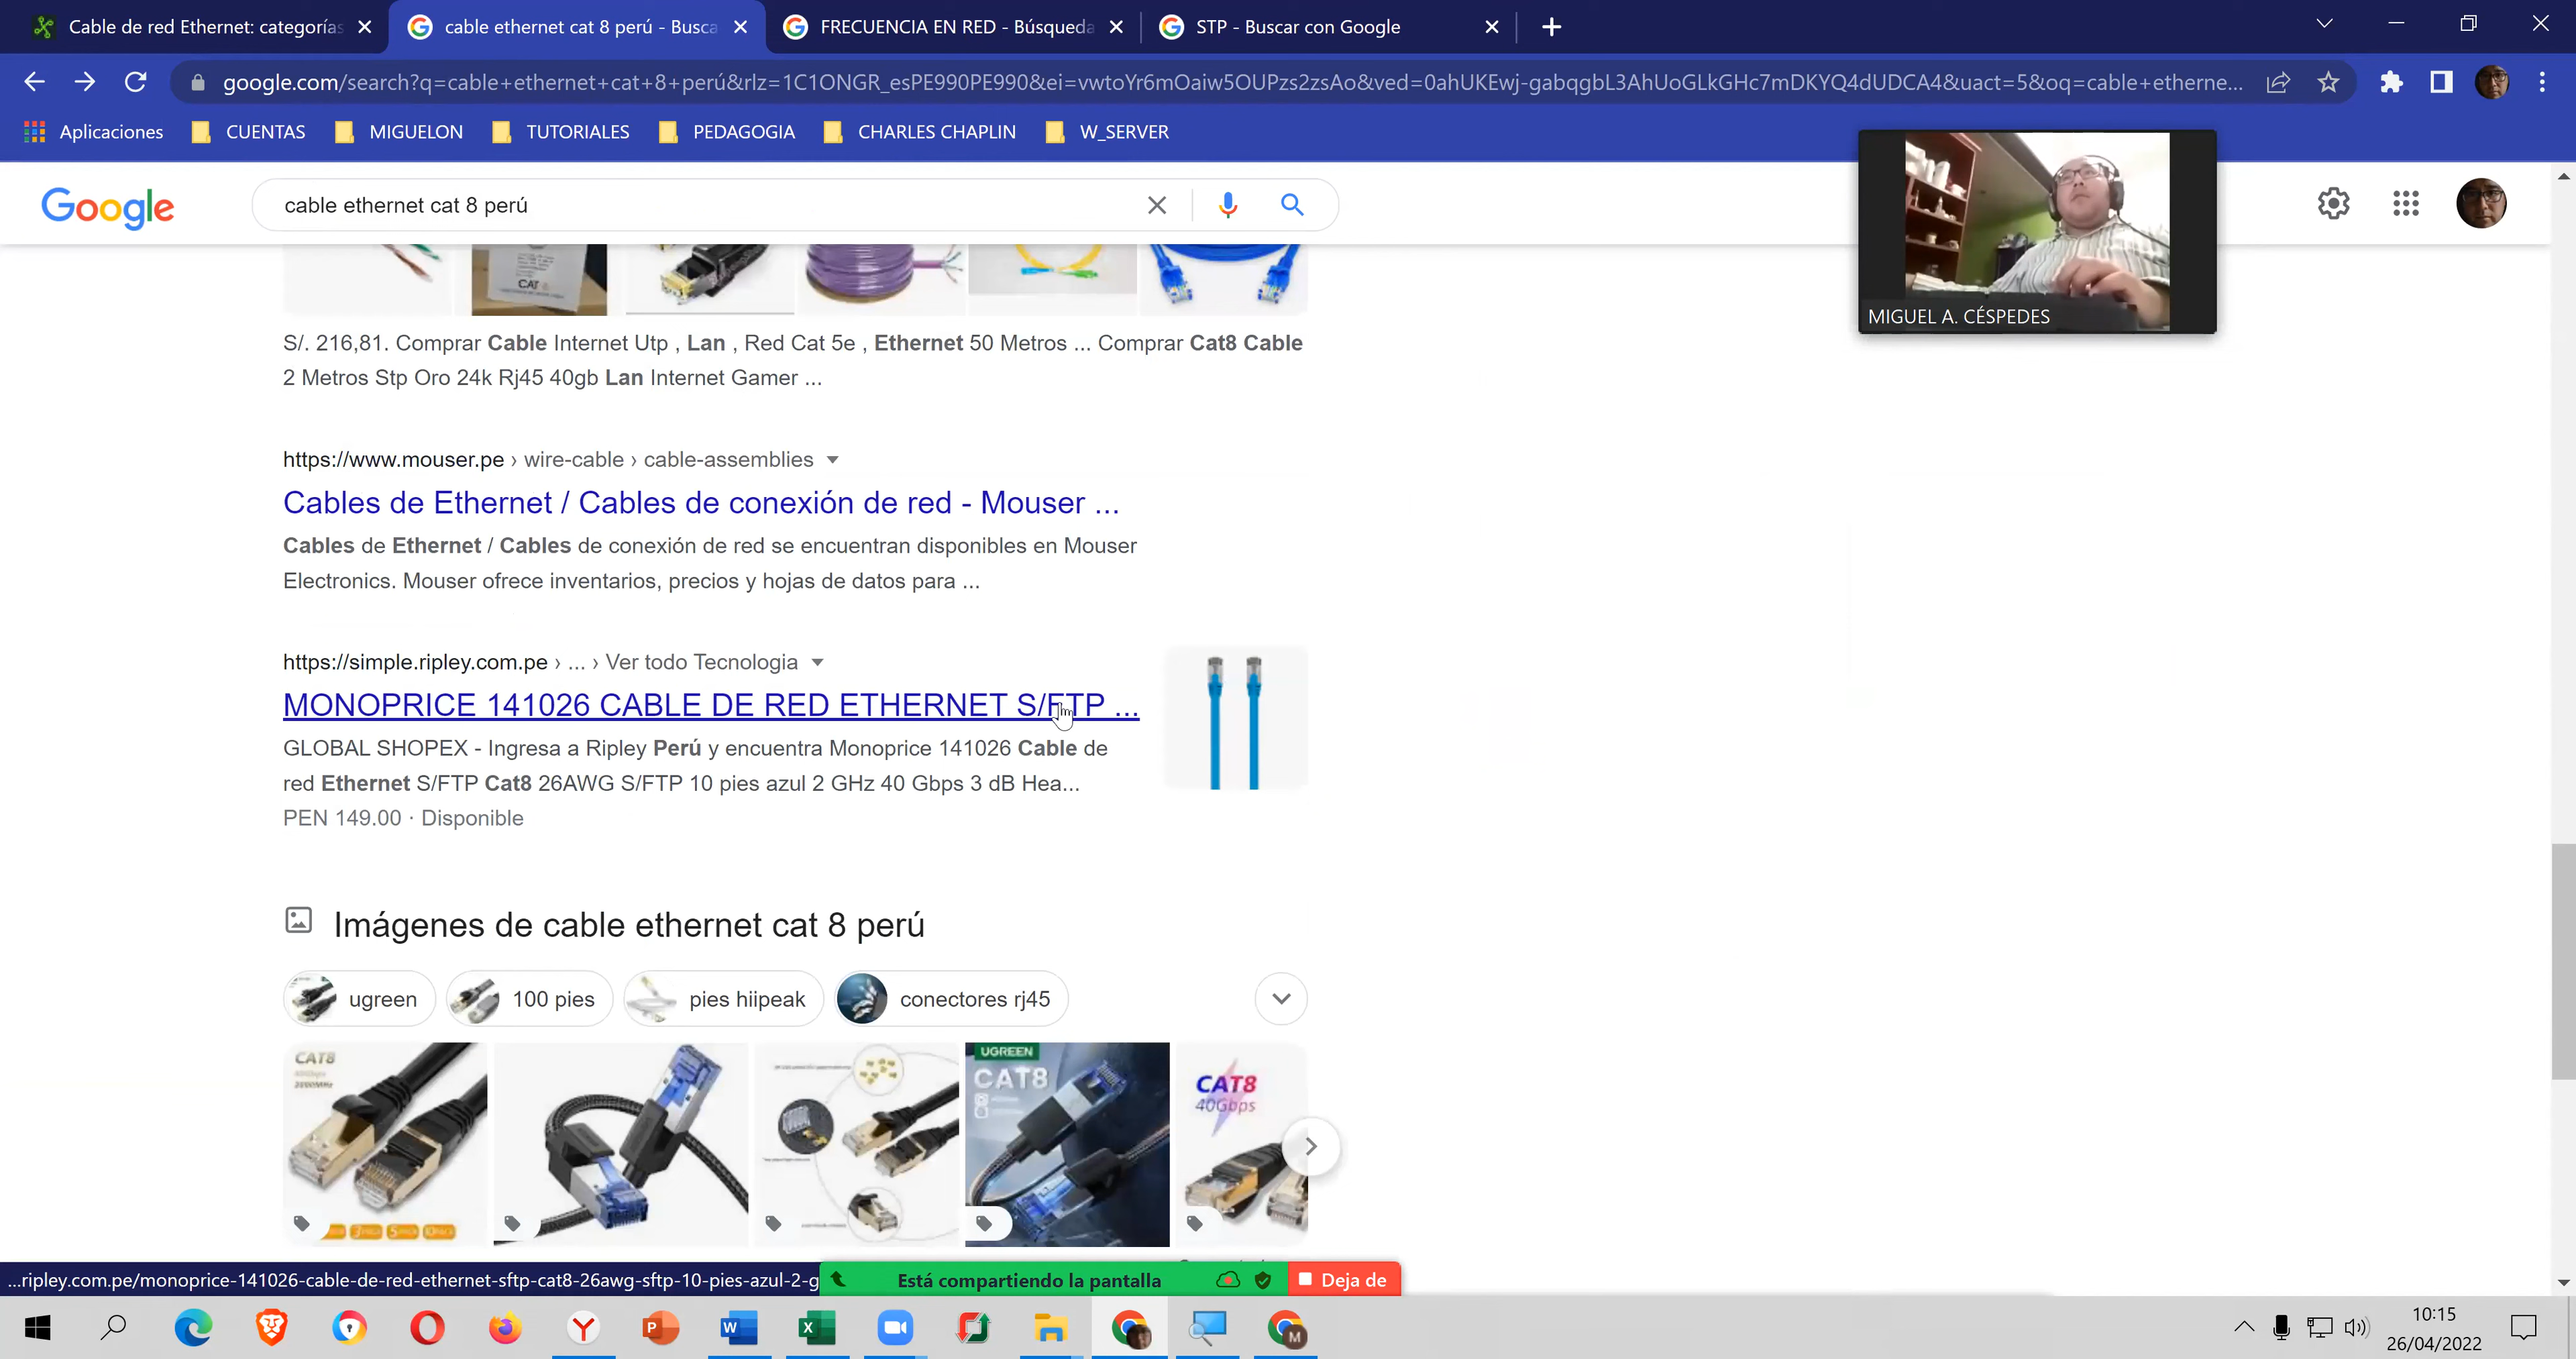 Cable de red Ethernet: categorías
cable ethernet cat 8 perú - Busca
FRECUENCIA EN RED - Búsqueda
STP - Buscar con Google
google.com/search?q=cable+ethernet+cat+8+perú&rlz=1C1ONGR_esPE990PE990&ei=vwtoYr6mOaiw5OUPzs2zsAo&ved=0ahUKEwj-gabqgbL3AhUoGLkGHc7mDKYQ4dUDCA4&uact=5&oq=cable+etherne...
Aplicaciones
CUENTAS
MIGUELON
TUTORIALES
PEDAGOGIA
CHARLES CHAPLIN
W_SERVER
Google
cable ethernet cat 8 perú
MIGUEL A. CÉSPEDES
CAT
S/. 216,81. Comprar Cable Internet Utp , Lan , Red Cat 5e , Ethernet 50 Metros ... Comprar Cat8 Cable
2 Metros Stp Oro 24k Rj45 40gb Lan Internet Gamer ...
https://www.mouser.pe › wire-cable › cable-assemblies
Cables de Ethernet / Cables de conexión de red - Mouser ...
Cables de Ethernet / Cables de conexión de red se encuentran disponibles en Mouser
Electronics. Mouser ofrece inventarios, precios y hojas de datos para ...
https://simple.ripley.com.pe › ... › Ver todo Tecnologia
MONOPRICE 141026 CABLE DE RED ETHERNET S/FTP ...
GLOBAL SHOPEX - Ingresa a Ripley Perú y encuentra Monoprice 141026 Cable de
red Ethernet S/FTP Cat8 26AWG S/FTP 10 pies azul 2 GHz 40 Gbps 3 dB Hea...
PEN 149.00 · Disponible
Imágenes de cable ethernet cat 8 perú
ugreen
100 pies
pies hiipeak
conectores rj45
CAT8
UGREEN
CAT8
CAT8
40Gbps
...ripley.com.pe/monoprice-141026-cable-de-red-ethernet-sftp-cat8-26awg-sftp-10-pies-azul-2-g
Está compartiendo la pantalla
Deja de
10:15
26/04/2022